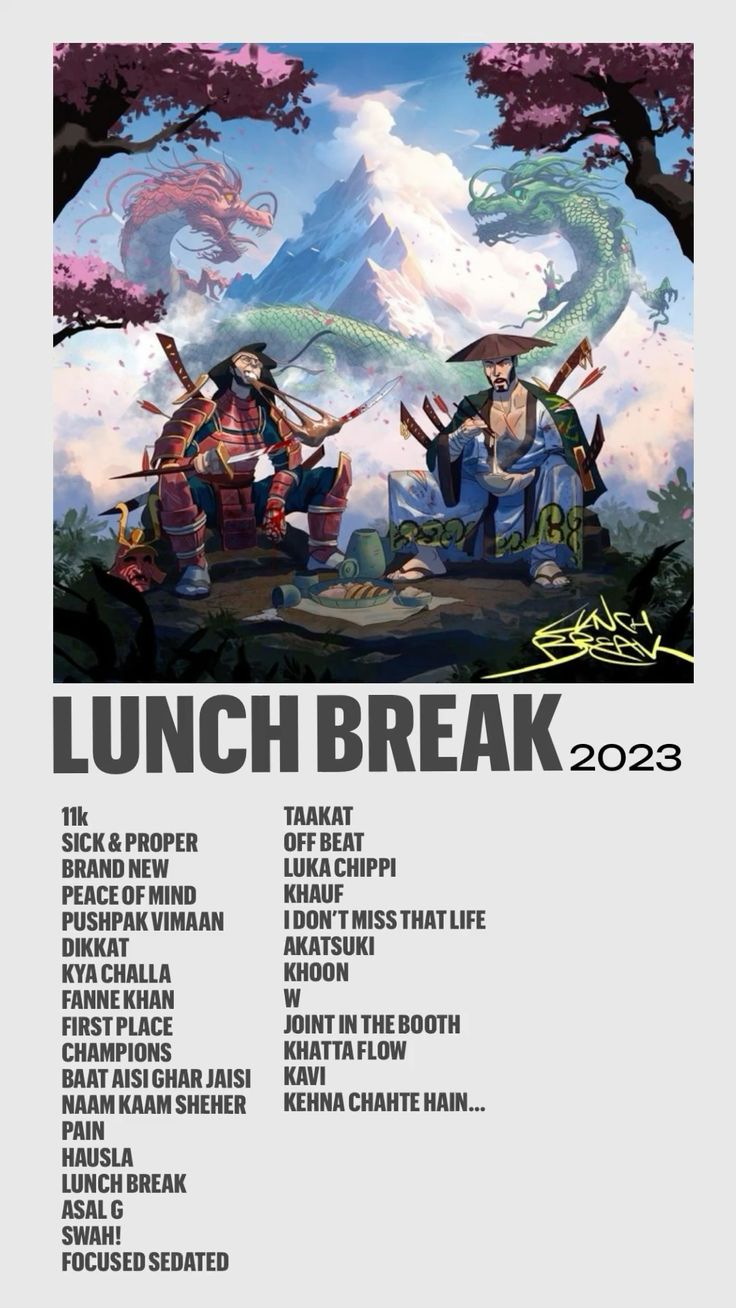 LUNCH
BREAK
LUNCH BREAK 2023
11k
SICK & PROPER
BRAND NEW
PEACE OF MIND
PUSHPAK VIMAAN
DIKKAT
KYA CHALLA
FANNE KHAN
FIRST PLACE
CHAMPIONS
BAAT AISI GHAR JAISI
NAAM KAAM SHEHER
PAIN
HAUSLA
LUNCH BREAK
ASAL G
SWAH!
FOCUSED SEDATED
TAAKAT
OFF BEAT
LUKA CHIPPI
KHAUF
I DON'T MISS THAT LIFE
AKATSUKI
KHOON
W
JOINT IN THE BOOTH
KHATTA FLOW
KAVI
KEHNA CHAHTE HAIN...